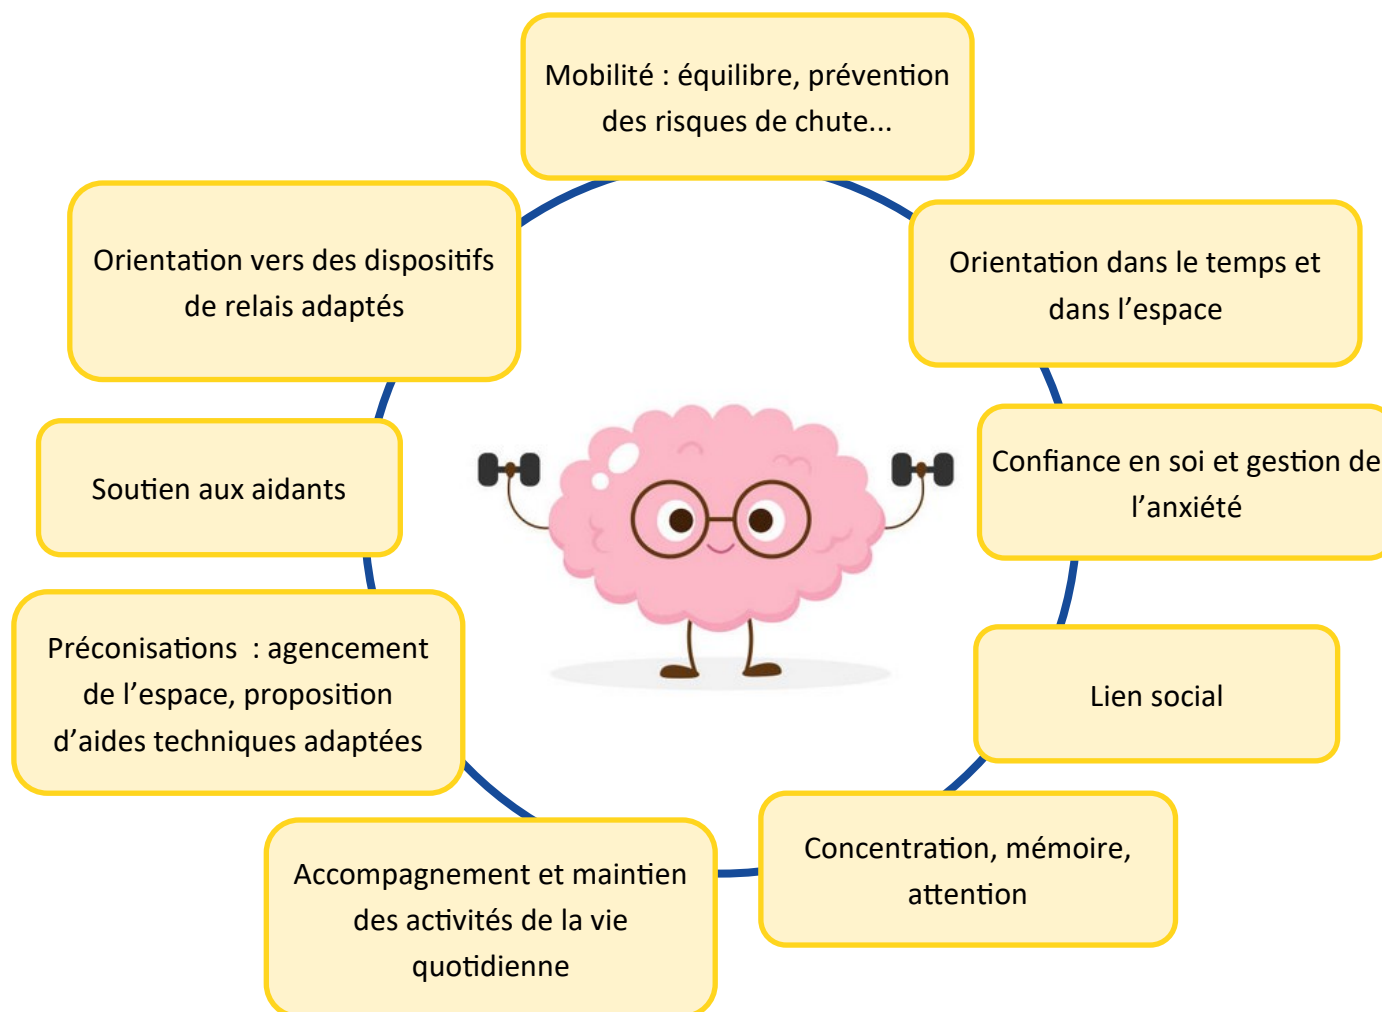 Mobilité : équilibre, prévention
des risques de chute...
Orientation dans le temps et
dans l’espace
Confiance en soi et gestion de
l’anxiété
Lien social
Concentration, mémoire,
attention
Accompagnement et maintien
des activités de la vie
quotidienne
Préconisations  : agencement
de l’espace, proposition
d’aides techniques adaptées
Soutien aux aidants
Orientation vers des dispositifs
de relais adaptés